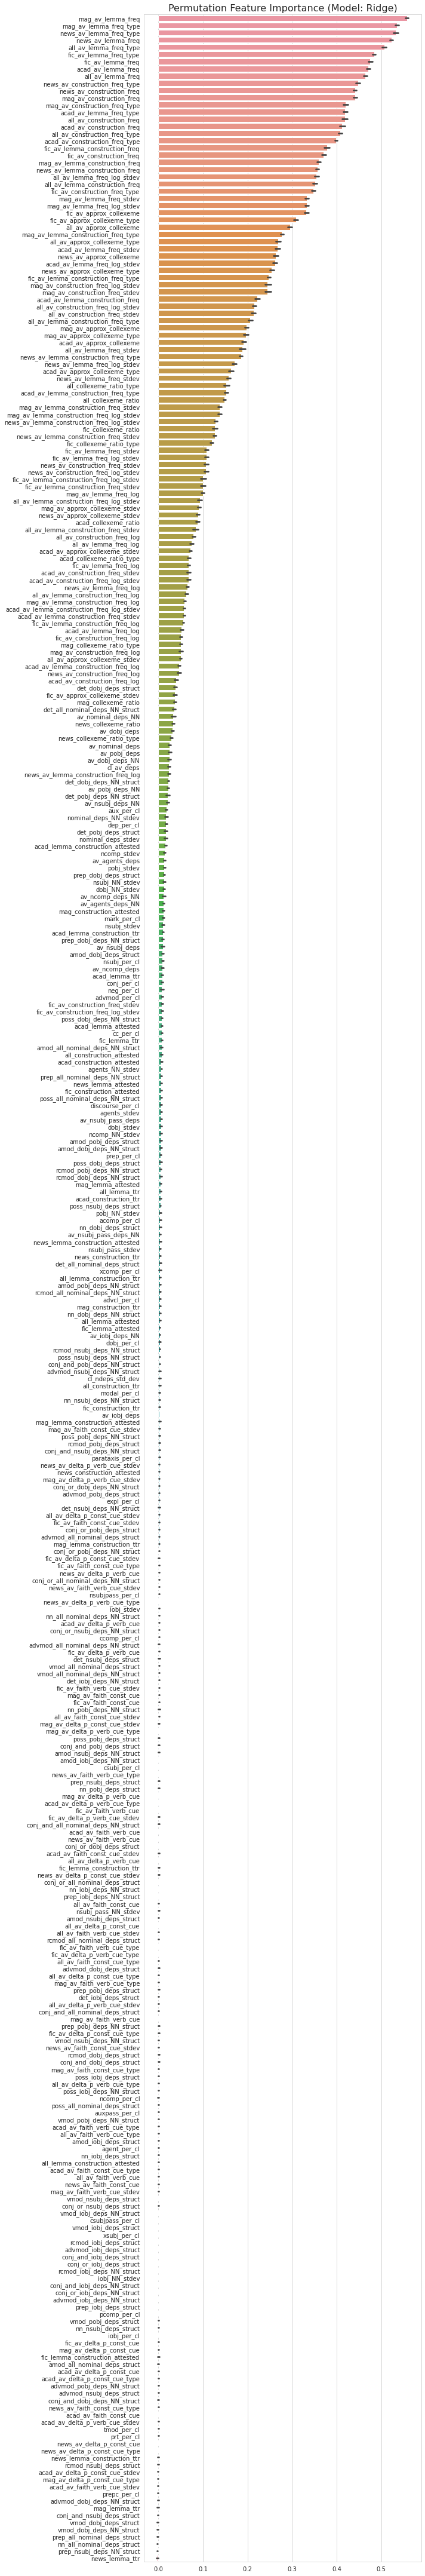 Permutation Feature Importance (Model: Ridge)
mag_av_lemma_freq
mag_av_lemma_freq_type
news_av_lemma_freq_type
news_av_lemma_freq
all_av_lemma_freq_type
fic_av_lemma_freq_type
fic_av_lemma_freq
acad_av_lemma_freq
all_av_lemma_freq
news_av_construction_freq_type
news_av_construction_freq
mag_av_construction_freq
mag_av_construction_freq_type
acad_av_lemma_freq_type
all_av_construction_freq
acad_av_construction_freq
all_av_construction_freq_type
acad_av_construction_freq_type
fic_av_lemma_construction_freq
fic_av_construction_freq
mag_av_lemma_construction_freq
news_av_lemma_construction_freq
all_av_lemma_freq_log_stdev
all_av_lemma_construction_freq
fic_av_construction_freq_type
mag_av_lemma_freq_stdev
mag_av_lemma_freq_log_stdev
fic_av_approx_collexeme
fic_av_approx_collexeme_type
all_av_approx_collexeme
mag_av_lemma_construction_freq_type
all_av_approx_collexeme_type
acad_av_lemma_freq_stdev
news_av_approx_collexeme
acad_av_lemma_freq_log_stdev
news_av_approx_collexeme_type
fic_av_lemma_construction_freq_type
mag_av_construction_freq_log_stdev
mag_av_construction_freq_stdev
acad_av_lemma_construction_freq
all_av_construction_freq_log_stdev
all_av_construction_freq_stdev
all_av_lemma_construction_freq_type
mag_av_approx_collexeme
mag_av_approx_collexeme_type
acad_av_approx_collexeme
all_av_lemma_freq_stdev
news_av_lemma_construction_freq_type
news_av_lemma_freq_log_stdev
acad_av_approx_collexeme_type
news_av_lemma_freq_stdev
all_collexeme_ratio_type
acad_av_lemma_construction_freq_type
all_collexeme_ratio
mag_av_lemma_construction_freq_stdev
mag_av_lemma_construction_freq_log_stdev
news_av_lemma_construction_freq_log_stdev
fic_collexeme_ratio
news_av_lemma_construction_freq_stdev
fic_collexeme_ratio_type
fic_av_lemma_freq_stdev
fic_av_lemma_freq_log_stdev
news_av_construction_freq_stdev
news_av_construction_freq_log_stdev
fic_av_lemma_construction_freq_log_stdev
fic_av_lemma_construction_freq_stdev
mag_av_lemma_freq_log
all_av_lemma_construction_freq_log_stdev
mag_av_approx_collexeme_stdev
news_av_approx_collexeme_stdev
acad_collexeme_ratio
all_av_lemma_construction_freq_stdev
all_av_construction_freq_log
all_av_lemma_freq_log
acad_av_approx_collexeme_stdev
acad_collexeme_ratio_type
fic_av_lemma_freq_log
acad_av_construction_freq_stdev
acad_av_construction_freq_log_stdev
news_av_lemma_freq_log
all_av_lemma_construction_freq_log
mag_av_lemma_construction_freq_log
acad_av_lemma_construction_freq_log_stdev
acad_av_lemma_construction_freq_stdev
fic_av_lemma_construction_freq_log
acad_av_lemma_freq_log
fic_av_construction_freq_log
mag_collexeme_ratio_type
mag_av_construction_freq_log
all_av_approx_collexeme_stdev
acad_av_lemma_construction_freq_log
news_av_construction_freq_log
acad_av_construction_freq_log
det_dobj_deps_struct
fic_av_approx_collexeme_stdev
mag_collexeme_ratio
det_all_nominal_deps_NN_struct
av_nominal_deps_NN
news_collexeme_ratio
av_dobj_deps
news_collexeme_ratio_type
av_nominal_deps
av_pobj_deps
av_dobj_deps_NN
cl_av_deps
news_av_lemma_construction_freq_log
det_dobj_deps_NN_struct
av_pobj_deps_NN
det_pobj_deps_NN_struct
av_nsubj_deps_NN
aux_per_cl
nominal_deps_NN_stdev
dep_per_cl
det_pobj_deps_struct
nominal_deps_stdev
acad_lemma_construction_attested
ncomp_stdev
av_agents_deps
pobj_stdev
prep_dobj_deps_struct
nsubj_NN_stdev
dobj_NN_stdev
av_ncomp_deps_NN
av_agents_deps_NN
mag_construction_attested
mark_per_cl
nsubj_stdev
acad_lemma_construction_ttr
prep_dobj_deps_NN_struct
av_nsubj_deps
amod_dobj_deps_struct
nsubj_per_cl
av_ncomp_deps
acad_lemma_ttr
conj_per_cl
neg_per_cl
advmod_per_cl
fic_av_construction_freq_stdev
fic_av_construction_freq_log_stdev
poss_dobj_deps_NN_struct
acad_lemma_attested
cc_per_cl
fic_lemma_ttr
amod_all_nominal_deps_NN_struct
all_construction_attested
acad_construction_attested
agents_NN_stdev
prep_all_nominal_deps_NN_struct
news_lemma_attested
fic_construction_attested
poss_all_nominal_deps_NN_struct
discourse_per_cl
agents_stdev
av_nsubj_pass_deps
dobj_stdev
ncomp_NN_stdev
amod_pobj_deps_struct
amod_dobj_deps_NN_struct
prep_per_cl
poss_dobj_deps_struct
rcmod_pobj_deps_NN_struct
rcmod_dobj_deps_NN_struct
mag_lemma_attested
all_lemma_ttr
acad_construction_ttr
poss_nsubj_deps_struct
pobj_NN_stdev
acomp_per_cl
nn_dobj_deps_struct
av_nsubj_pass_deps_NN
news_lemma_construction_attested
nsubj_pass_stdev
news_construction_ttr
det_all_nominal_deps_struct
xcomp_per_cl
all_lemma_construction_ttr
amod_pobj_deps_NN_struct
rcmod_all_nominal_deps_NN_struct
advcl_per_cl
mag_construction_ttr
nn_dobj_deps_NN_struct
all_lemma_attested
fic_lemma_attested
av_iobj_deps_NN
dobj_per_cl
rcmod_nsubj_deps_NN_struct
poss_nsubj_deps_NN_struct
conj_and_pobj_deps_NN_struct
advmod_nsubj_deps_NN_struct
cl_ndeps_std_dev
all_construction_ttr
modal_per_cl
nn_nsubj_deps_NN_struct
fic_construction_ttr
av_iobj_deps
mag_lemma_construction_attested
mag_av_faith_const_cue_stdev
poss_pobj_deps_NN_struct
rcmod_pobj_deps_struct
conj_and_nsubj_deps_NN_struct
parataxis_per_cl
news_av_delta_p_verb_cue_stdev
news_construction_attested
mag_av_delta_p_verb_cue_stdev
conj_or_dobj_deps_NN_struct
advmod_pobj_deps_struct
expl_per_cl
det_nsubj_deps_NN_struct
all_av_delta_p_const_cue_stdev
fic_av_faith_const_cue_stdev
conj_or_pobj_deps_struct
advmod_all_nominal_deps_struct
mag_lemma_construction_ttr
conj_or_pobj_deps_NN_struct
fic_av_delta_p_const_cue_stdev
fic_av_faith_const_cue_type
news_av_delta_p_verb_cue
conj_or_all_nominal_deps_NN_struct
news_av_faith_verb_cue_stdev
nsubjpass_per_cl
news_av_delta_p_verb_cue_type
iobj_stdev
nn_all_nominal_deps_NN_struct
acad_av_delta_p_verb_cue
conj_or_nsubj_deps_NN_struct
ccomp_per_cl
advmod_all_nominal_deps_NN_struct
fic_av_delta_p_verb_cue
det_nsubj_deps_struct
vmod_all_nominal_deps_struct
vmod_all_nominal_deps_NN_struct
det_iobj_deps_NN_struct
fic_av_faith_verb_cue_stdev
mag_av_faith_const_cue
fic_av_faith_const_cue
nn_pobj_deps_NN_struct
all_av_faith_const_cue_stdev
mag_av_delta_p_const_cue_stdev
mag_av_delta_p_verb_cue_type
poss_pobj_deps_struct
conj_and_pobj_deps_struct
amod_nsubj_deps_NN_struct
amod_iobj_deps_NN_struct
csubj_per_cl
news_av_faith_verb_cue_type
prep_nsubj_deps_struct
nn_pobj_deps_struct
mag_av_delta_p_verb_cue
acad_av_delta_p_verb_cue_type
fic_av_faith_verb_cue
fic_av_delta_p_verb_cue_stdev
conj_and_all_nominal_deps_NN_struct
acad_av_faith_verb_cue
news_av_faith_verb_cue
conj_or_dobj_deps_struct
acad_av_faith_const_cue_stdev
all_av_delta_p_verb_cue
fic_lemma_construction_ttr
news_av_delta_p_const_cue_stdev
conj_or_all_nominal_deps_struct
nn_iobj_deps_NN_struct
prep_iobj_deps_NN_struct
all_av_faith_const_cue
nsubj_pass_NN_stdev
amod_nsubj_deps_struct
all_av_delta_p_const_cue
all_av_faith_verb_cue_stdev
rcmod_all_nominal_deps_struct
fic_av_faith_verb_cue_type
fic_av_delta_p_verb_cue_type
all_av_faith_const_cue_type
advmod_dobj_deps_struct
all_av_delta_p_const_cue_type
mag_av_faith_verb_cue_type
prep_pobj_deps_struct
det_iobj_deps_struct
all_av_delta_p_verb_cue_stdev
conj_and_all_nominal_deps_struct
mag_av_faith_verb_cue
prep_pobj_deps_NN_struct
fic_av_delta_p_const_cue_type
vmod_nsubj_deps_NN_struct
news_av_faith_const_cue_stdev
rcmod_dobj_deps_struct
conj_and_dobj_deps_struct
mag_av_faith_const_cue_type
poss_iobj_deps_struct
all_av_delta_p_verb_cue_type
poss_iobj_deps_NN_struct
ncomp_per_cl
poss_all_nominal_deps_struct
auxpass_per_cl
vmod_pobj_deps_NN_struct
acad_av_faith_verb_cue_type
all_av_faith_verb_cue_type
amod_iobj_deps_struct
agent_per_cl
nn_iobj_deps_struct
all_lemma_construction_attested
acad_av_faith_const_cue_type
all_av_faith_verb_cue
news_av_faith_const_cue
mag_av_faith_verb_cue_stdev
vmod_nsubj_deps_struct
conj_or_nsubj_deps_struct
vmod_iobj_deps_NN_struct
csubjpass_per_cl
vmod_iobj_deps_struct
xsubj_per_cl
rcmod_iobj_deps_struct
advmod_iobj_deps_struct
conj_and_iobj_deps_struct
conj_or_iobj_deps_struct
rcmod_iobj_deps_NN_struct
iobj_NN_stdev
conj_and_iobj_deps_NN_struct
conj_or_iobj_deps_NN_struct
advmod_iobj_deps_NN_struct
prep_iobj_deps_struct
pcomp_per_cl
vmod_pobj_deps_struct
nn_nsubj_deps_struct
iobj_per_cl
fic_av_delta_p_const_cue
mag_av_delta_p_const_cue
fic_lemma_construction_attested
amod_all_nominal_deps_struct
acad_av_delta_p_const_cue
acad_av_delta_p_const_cue_type
advmod_pobj_deps_NN_struct
advmod_nsubj_deps_struct
conj_and_dobj_deps_NN_struct
news_av_faith_const_cue_type
acad_av_faith_const_cue
acad_av_delta_p_verb_cue_stdev
tmod_per_cl
prt_per_cl
news_av_delta_p_const_cue
news_av_delta_p_const_cue_type
news_lemma_construction_ttr
rcmod_nsubj_deps_struct
acad_av_delta_p_const_cue_stdev
mag_av_delta_p_const_cue_type
acad_av_faith_verb_cue_stdev
prepc_per_cl
advmod_dobj_deps_NN_struct
mag_lemma_ttr
conj_and_nsubj_deps_struct
vmod_dobj_deps_struct
vmod_dobj_deps_NN_struct
prep_all_nominal_deps_struct
nn_all_nominal_deps_struct
prep_nsubj_deps_NN_struct
news_lemma_ttr
0.0 0.1 0.2 0.3 0.4 0.5